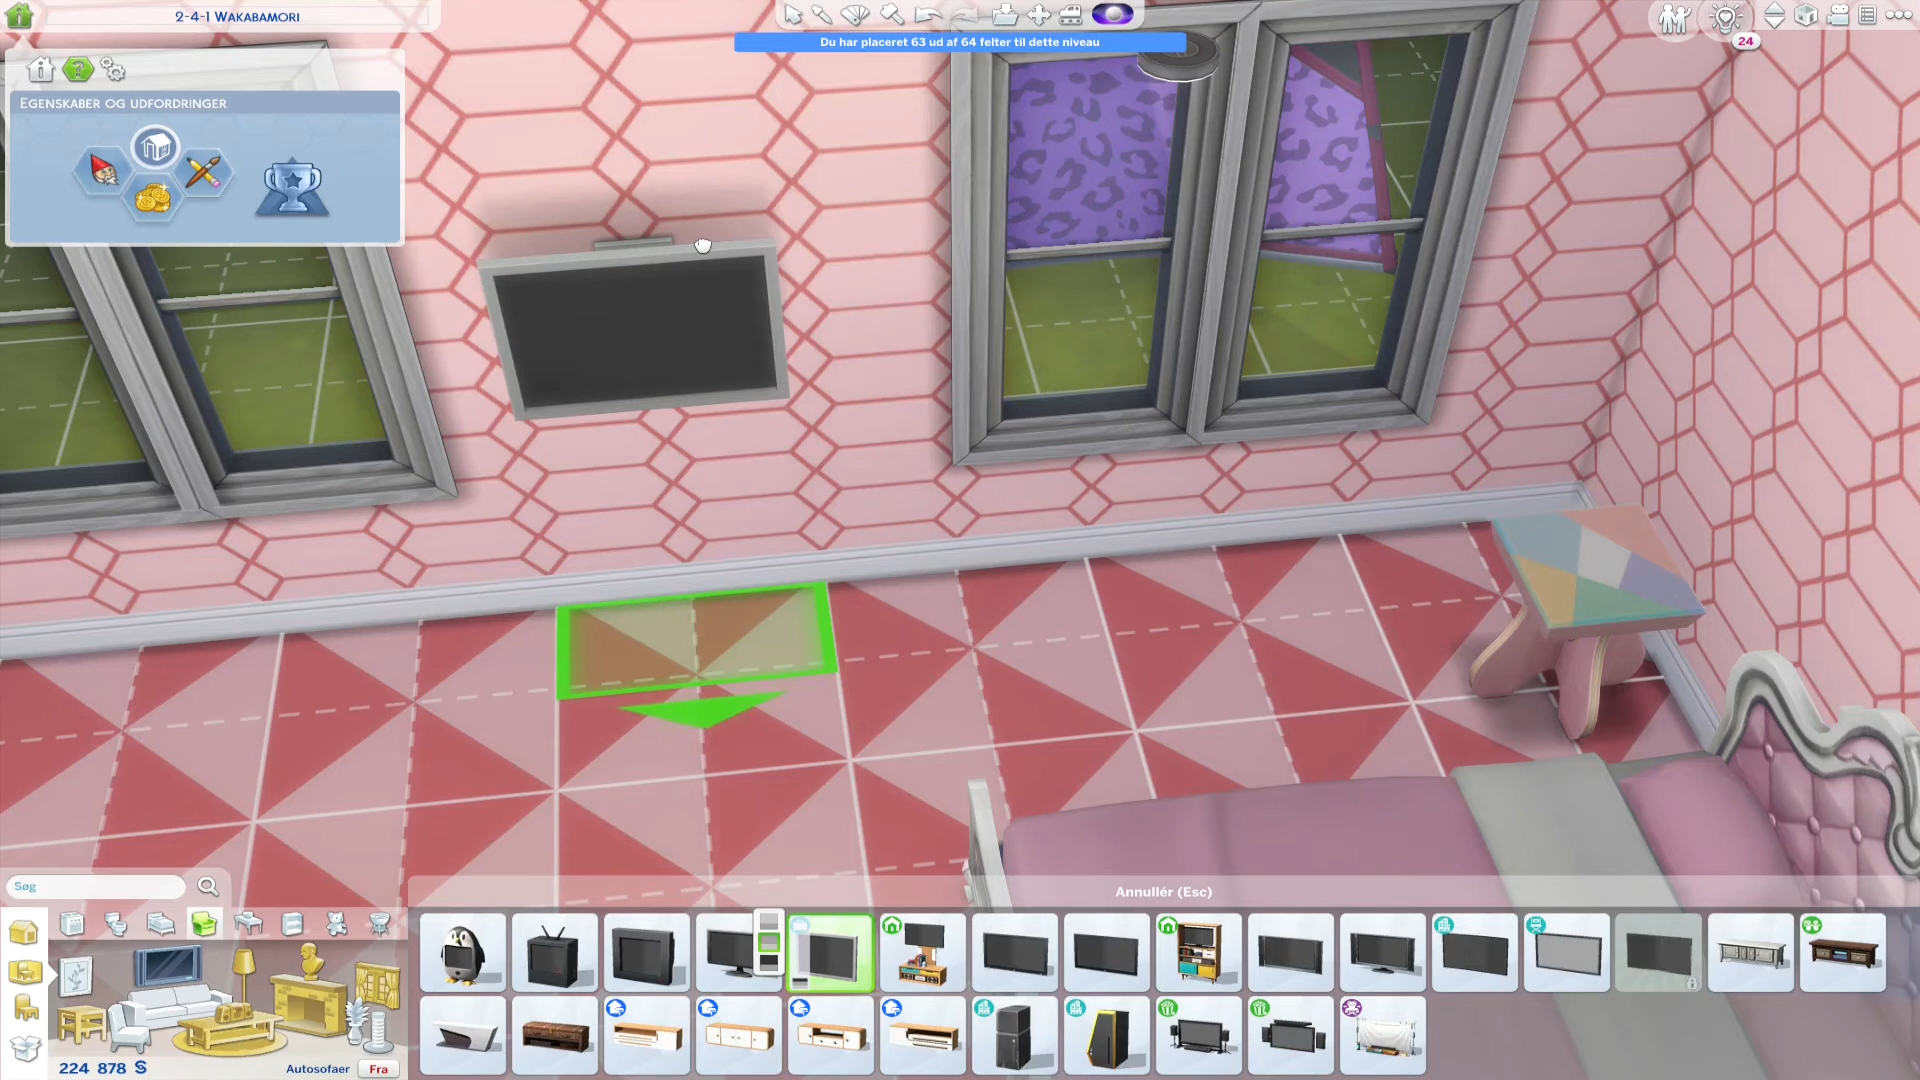 2-4-1 Wakabamori
Du har placeret 63 ud af 64 felter til dette niveau
24
Egenskaber og udfordringer
Annullér (Esc)
Søg
224 878 S
Autosofaer
Fra